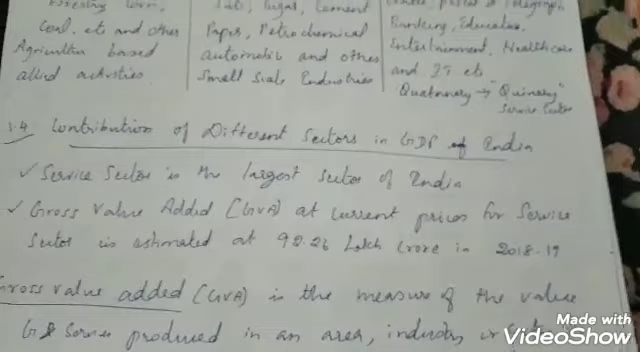 Coal, etc and other
Agriculture based
allied activities
Paper, Petrochemical
automobile and other
Small Scale Industries
Banking, Education,
Entertainment, Healthcare
and IT etc
Quaternary → "Quinary"
Service Sector
1.4 Contribution of Different Sectors in GDP of India
✓ Service Sector is the largest sector of India
✓ Gross Value Added (GVA) at current prices for Service
Sector is estimated at 92.26 Lakh Crore in 2018-19
Gross value added (GVA) is the measure of the value
G & Services produced in an area, industry or
Made with
VideoShow